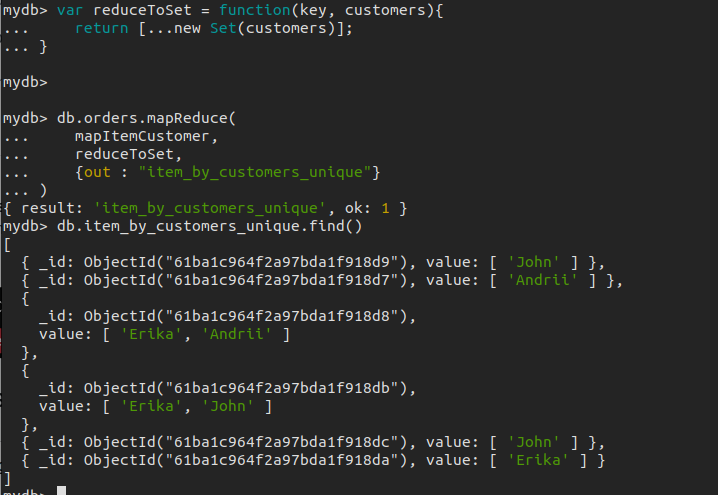 mydb> var reduceToSet = function(key, customers){
...     return [...new Set(customers)];
... }
mydb>
mydb> db.orders.mapReduce(
...     mapItemCustomer,
...     reduceToSet,
...     {out : "item_by_customers_unique"}
... )
{ result: 'item_by_customers_unique', ok: 1 }
mydb> db.item_by_customers_unique.find()
[
  { _id: ObjectId("61ba1c964f2a97bda1f918d9"), value: [ 'John' ] },
  { _id: ObjectId("61ba1c964f2a97bda1f918d7"), value: [ 'Andrii' ] },
  {
    _id: ObjectId("61ba1c964f2a97bda1f918d8"),
    value: [ 'Erika', 'Andrii' ]
  },
  {
    _id: ObjectId("61ba1c964f2a97bda1f918db"),
    value: [ 'Erika', 'John' ]
  },
  { _id: ObjectId("61ba1c964f2a97bda1f918dc"), value: [ 'John' ] },
  { _id: ObjectId("61ba1c964f2a97bda1f918da"), value: [ 'Erika' ] }
]
mydb>